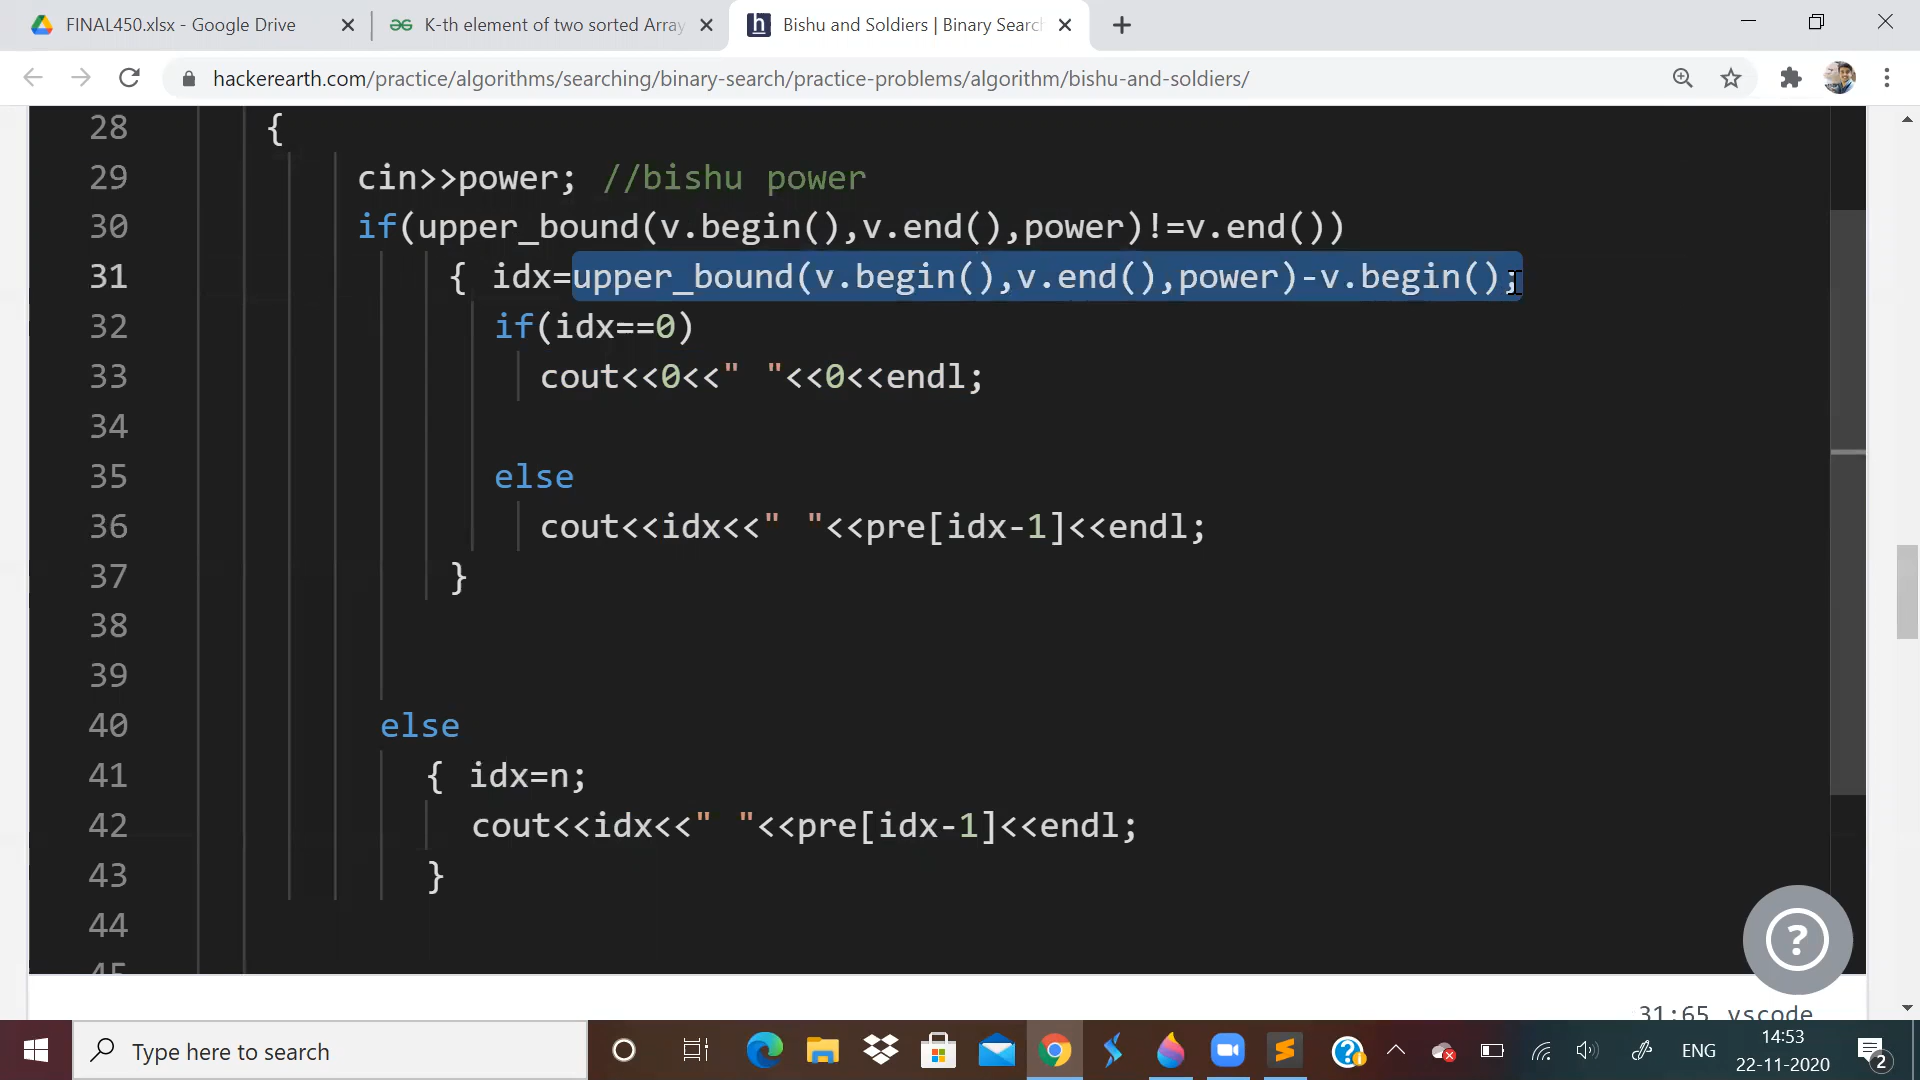 FINAL450.xlsx - Google Drive
K-th element of two sorted Array
Bishu and Soldiers | Binary Searc
hackerearth.com/practice/algorithms/searching/binary-search/practice-problems/algorithm/bishu-and-soldiers/
28 {
29 cin>>power; //bishu power
30 if(upper_bound(v.begin(),v.end(),power)!=v.end())
31 { idx=upper_bound(v.begin(),v.end(),power)-v.begin();
32 if(idx==0)
33 cout<<0<<" "<<0<<endl;
34
35 else
36 cout<<idx<<" "<<pre[idx-1]<<endl;
37 }
38
39
40 else
41 { idx=n;
42 cout<<idx<<" "<<pre[idx-1]<<endl;
43 }
44
45
31:65 vscode
Type here to search
ENG
14:53
22-11-2020
2